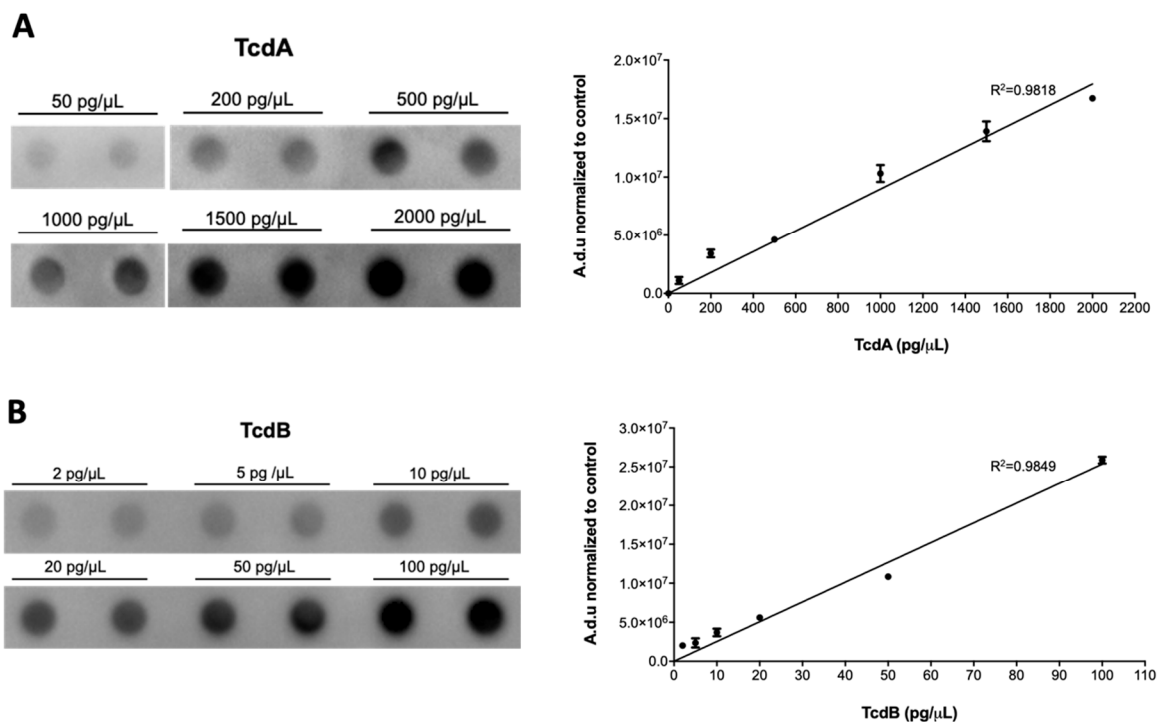 A
TcdA
50 pg/µL 200 pg/µL 500 pg/µL
1000 pg/µL 1500 pg/µL 2000 pg/µL
A.d.u normalized to control
2.0×10⁷
1.5×10⁷
1.0×10⁷
5.0×10⁶
0.0
R²=0.9818
0 200 400 600 800 1000 1200 1400 1600 1800 2000 2200
TcdA (pg/µL)
B
TcdB
2 pg/µL 5 pg /µL 10 pg/µL
20 pg/µL 50 pg/µL 100 pg/µL
A.d.u normalized to control
3.0×10⁷
2.5×10⁷
2.0×10⁷
1.5×10⁷
1.0×10⁷
5.0×10⁶
0.0
R²=0.9849
0 10 20 30 40 50 60 70 80 90 100 110
TcdB (pg/µL)